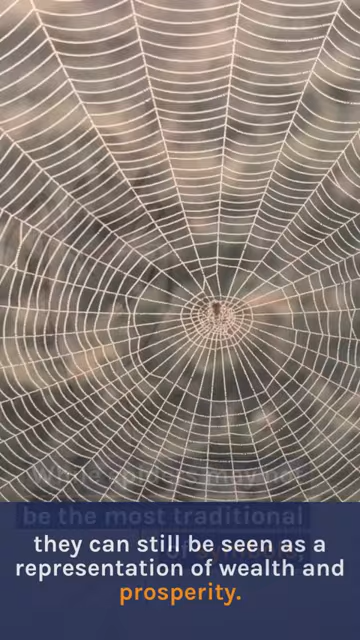 be the most traditional
they can still be seen as a
representation of wealth and
prosperity.